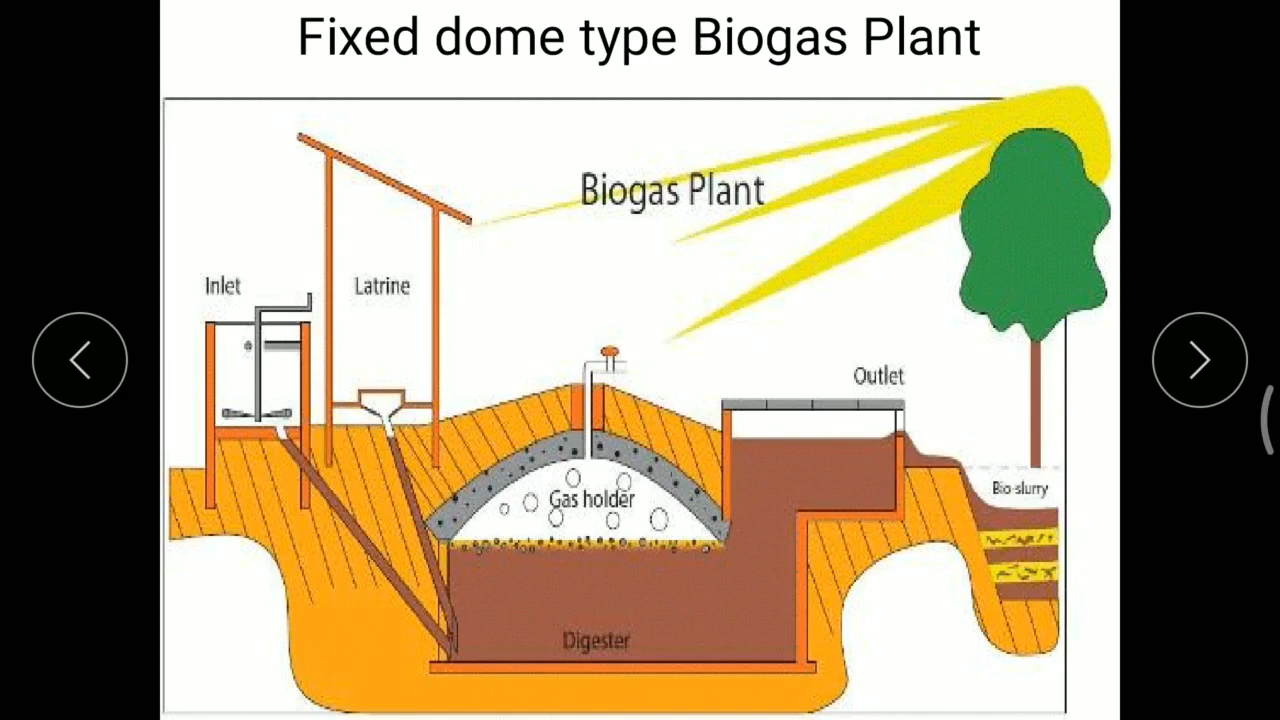 Fixed dome type Biogas Plant
Biogas Plant
Inlet
Latrine
Outlet
Bio-slurry
Gas holder
Digester